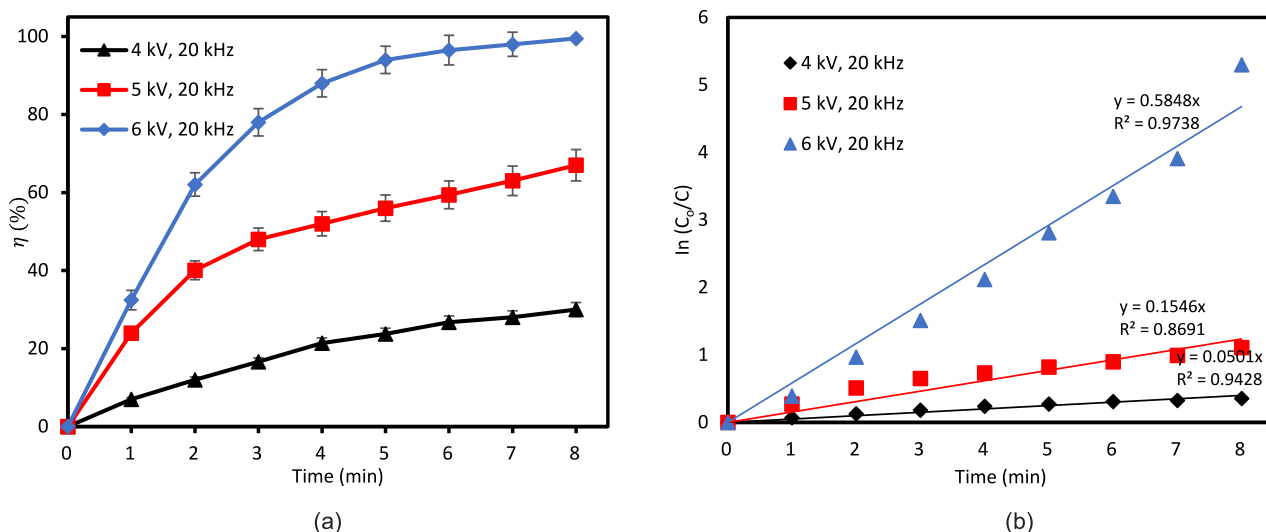 100
80
60
40
20
0
η (%)
4 kV, 20 kHz
5 kV, 20 kHz
6 kV, 20 kHz
0 1 2 3 4 5 6 7 8
Time (min)
(a)
6
5
4
3
2
1
0
ln (C₀/C)
4 kV, 20 kHz
5 kV, 20 kHz
6 kV, 20 kHz
y = 0.5848x
R² = 0.9738
y = 0.1546x
R² = 0.8691
y = 0.0501x
R² = 0.9428
0 1 2 3 4 5 6 7 8
Time (min)
(b)